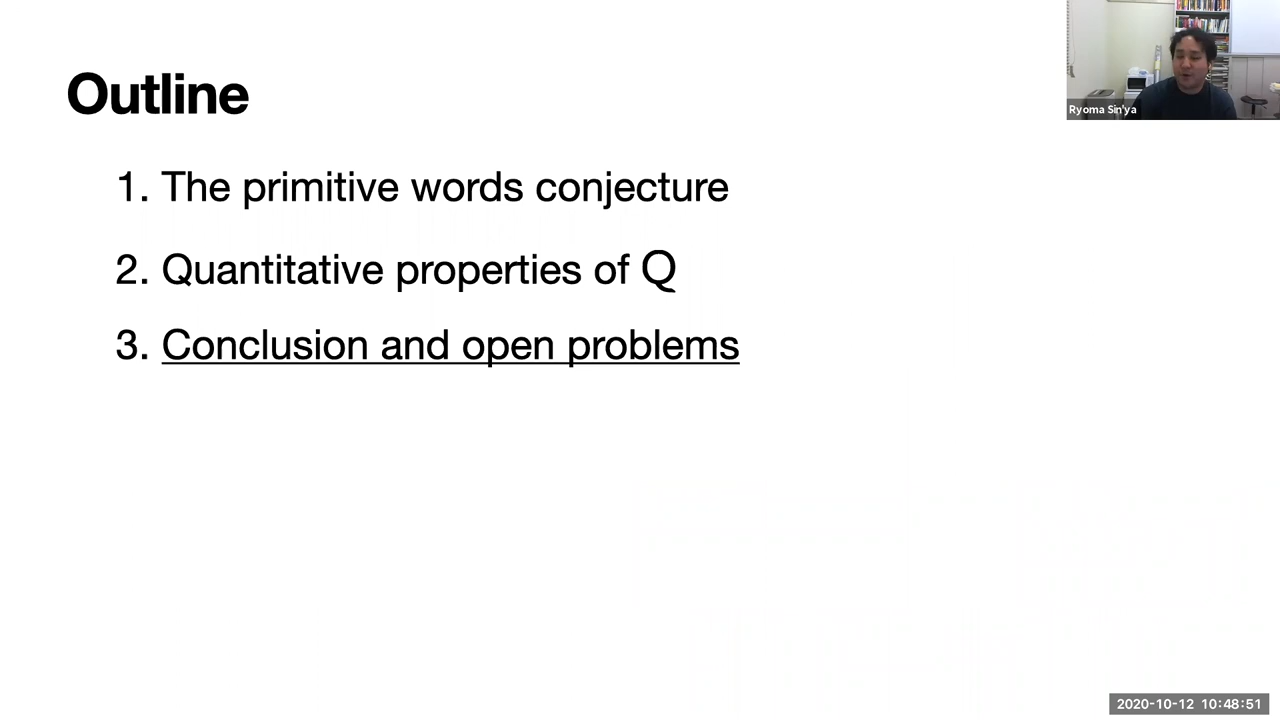 Outline
Ryoma Sin'ya
1. The primitive words conjecture
2. Quantitative properties of Q
3. Conclusion and open problems
2020-10-12 10:48:51